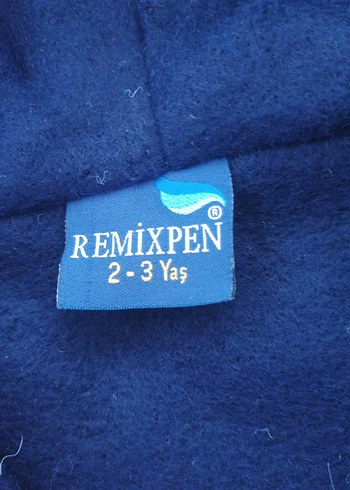 ®
REMİXPEN
2 - 3 Yaş